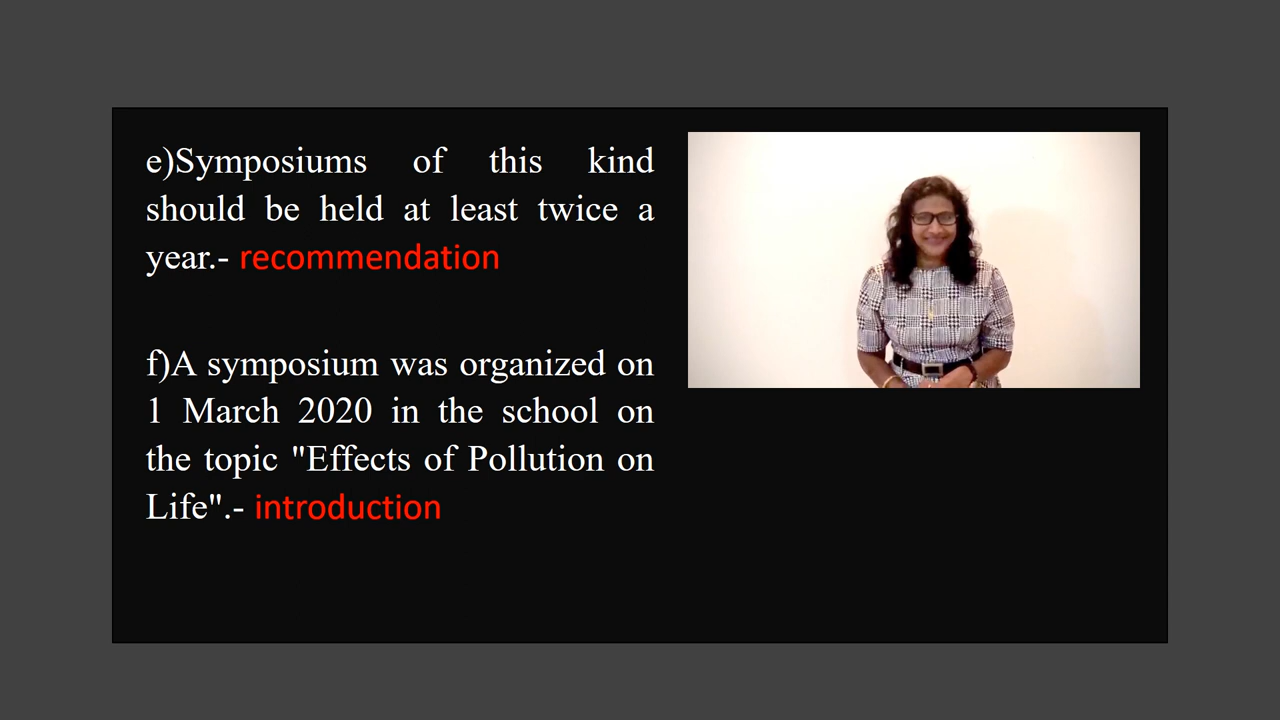 e)Symposiums of this kind
should be held at least twice a
year.- recommendation
f)A symposium was organized on
1 March 2020 in the school on
the topic "Effects of Pollution on
Life".- introduction